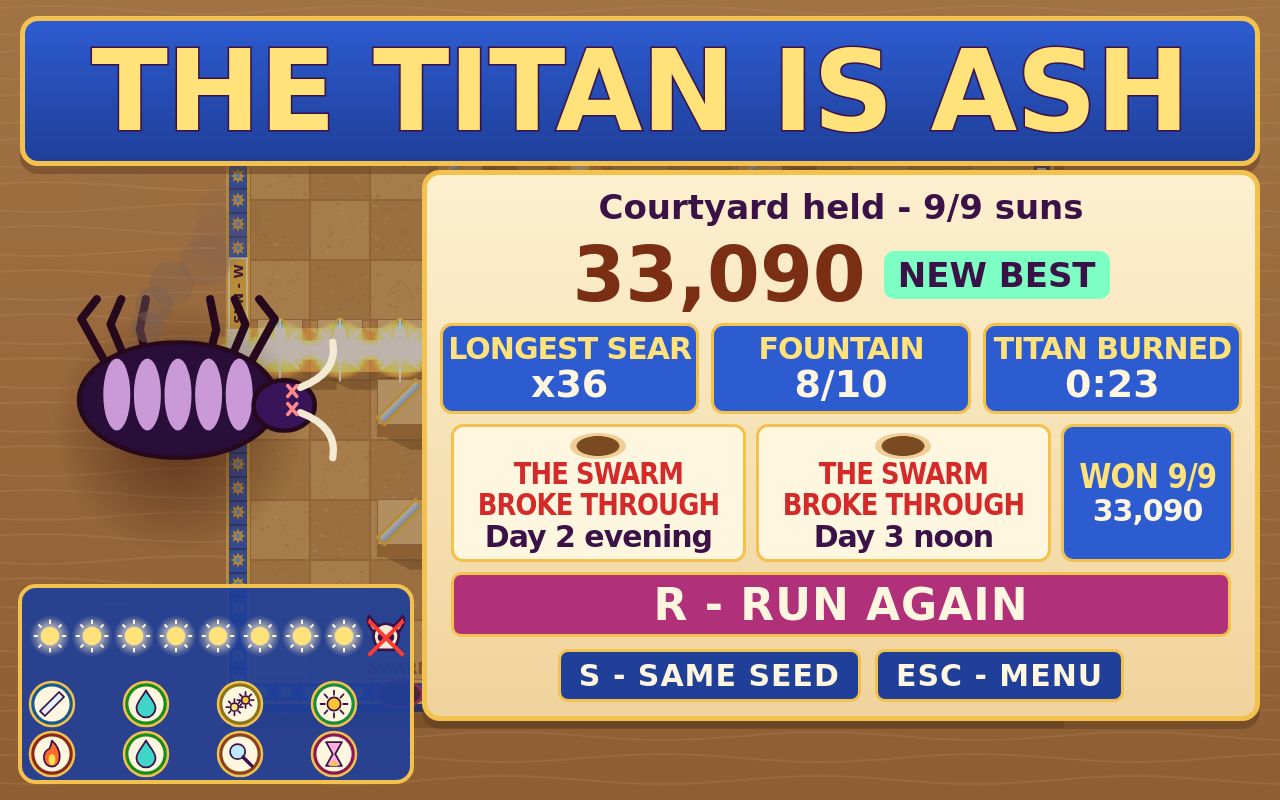 THE TITAN IS ASH
Courtyard held - 9/9 suns
33,090
NEW BEST
LONGEST SEAR
x36
FOUNTAIN
8/10
TITAN BURNED
0:23
THE SWARM
BROKE THROUGH
Day 2 evening
THE SWARM
BROKE THROUGH
Day 3 noon
WON 9/9
33,090
R - RUN AGAIN
S - SAME SEED
ESC - MENU